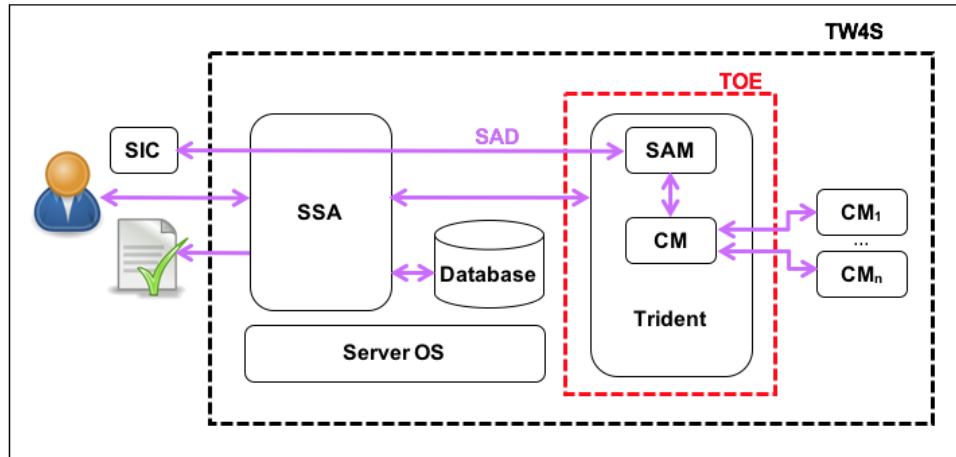 TW4S
TOE
SIC
SAD
SAM
SSA
CM
CM1
...
CMn
Database
Trident
Server OS